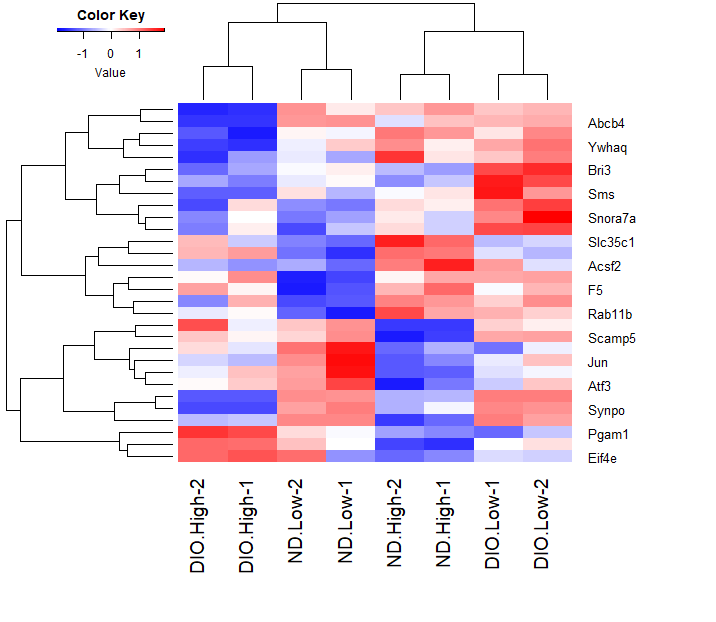 Color Key
-1 0 1
Value
Abcb4
Ywhaq
Bri3
Sms
Snora7a
Slc35c1
Acsf2
F5
Rab11b
Scamp5
Jun
Atf3
Synpo
Pgam1
Eif4e
DIO.High-2
DIO.High-1
ND.Low-2
ND.Low-1
ND.High-2
ND.High-1
DIO.Low-1
DIO.Low-2